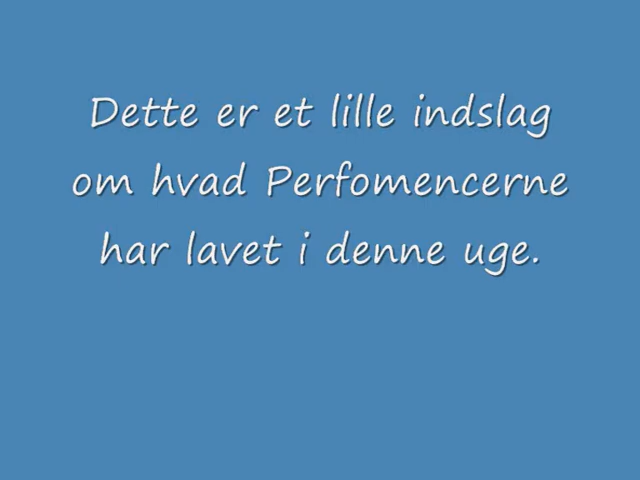 Dette er et lille indslag
om hvad Perfomencerne
har lavet i denne uge.